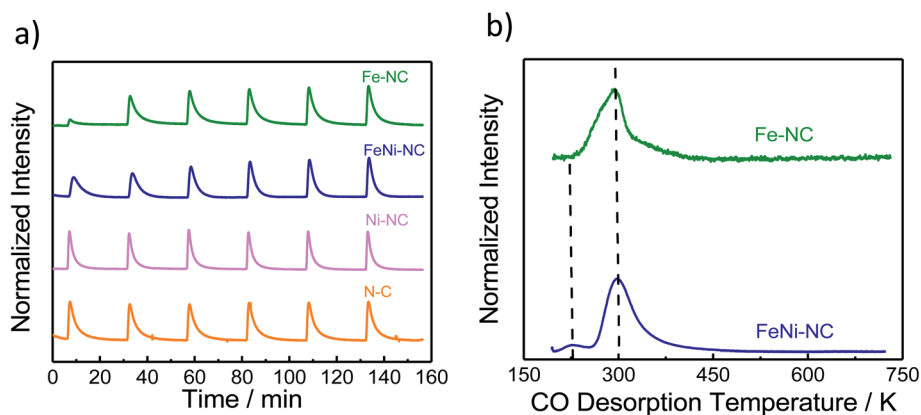 a)
Normalized Intensity
Fe-NC
FeNi-NC
Ni-NC
N-C
0 20 40 60 80 100 120 140 160
Time / min
b)
Normalized Intensity
Fe-NC
FeNi-NC
150 300 450 600 750
CO Desorption Temperature / K